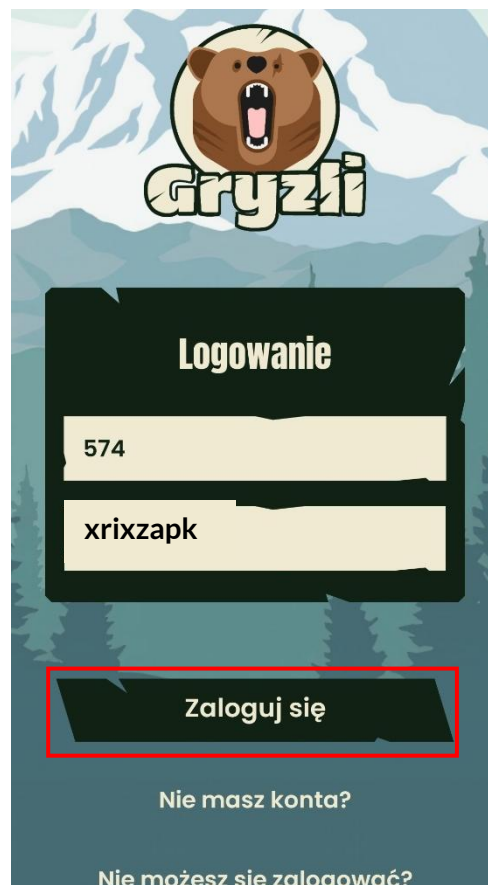 Gryzli
Logowanie
574
xrixzapk
Zaloguj się
Nie masz konta?
Nie możesz się zalogować?